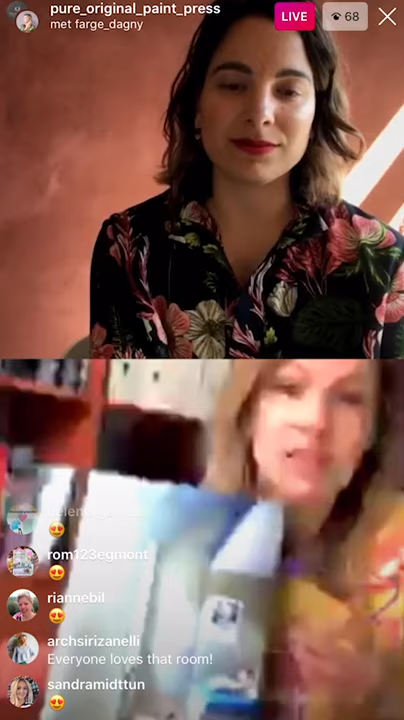 pure_original_paint_press
met farge_dagny
LIVE
68
rom123egmont
😍
riannebil
😍
archsirizanelli
Everyone loves that room!
sandramidttun
😍